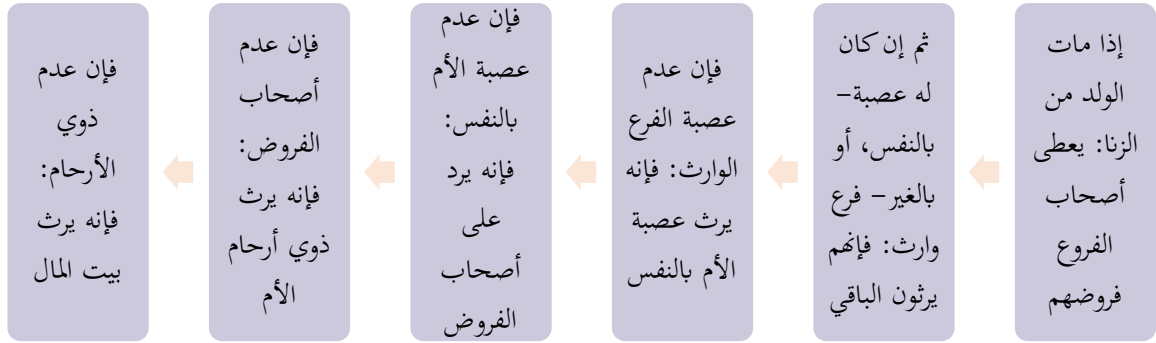 إذا مات
الولد من
الزنا: يعطى
أصحاب
الفروع
فروضهم
ثم إن كان
له عصبة–
بالنفس، أو
بالغير– فرع
وارث: فإنهم
يرثون الباقي
فإن عدم
عصبة الفرع
الوارث: فإنه
يرث عصبة
الأم بالنفس
فإن عدم
عصبة الأم
بالنفس:
فإنه يرد
على
أصحاب
الفروض
فإن عدم
أصحاب
الفروض:
فإنه يرث
ذوي أرحام
الأم
فإن عدم
ذوي
الأرحام:
فإنه يرث
بيت المال